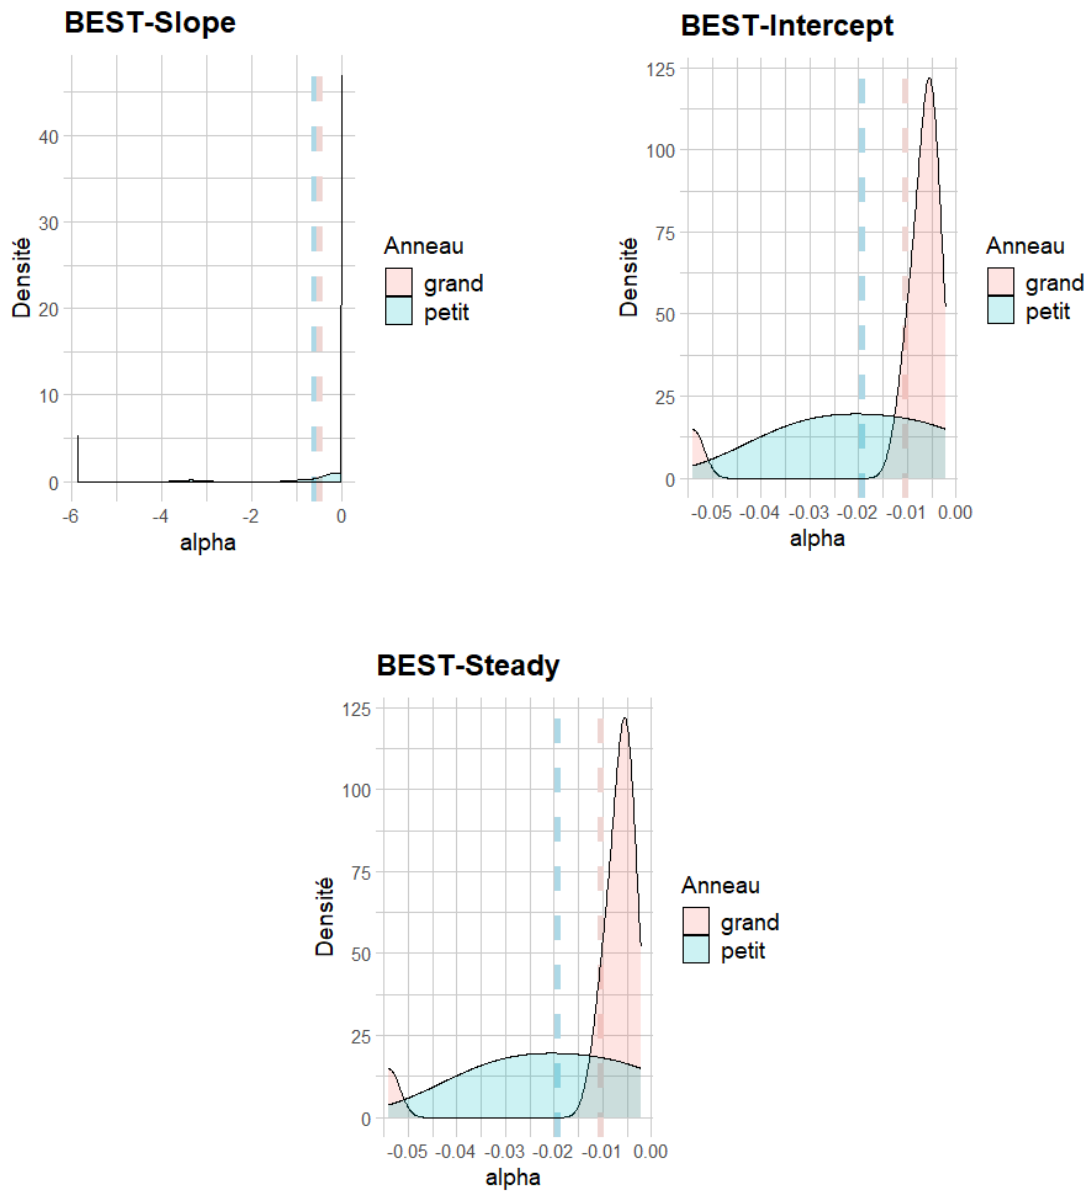 BEST-Slope
40
30
20
10
0
-6 -4 -2 0
Densité
alpha
Anneau
grand
petit
BEST-Intercept
125
100
75
50
25
0
-0.05 -0.04 -0.03 -0.02 -0.01 0.00
Densité
alpha
Anneau
grand
petit
BEST-Steady
125
100
75
50
25
0
-0.05 -0.04 -0.03 -0.02 -0.01 0.00
Densité
alpha
Anneau
grand
petit